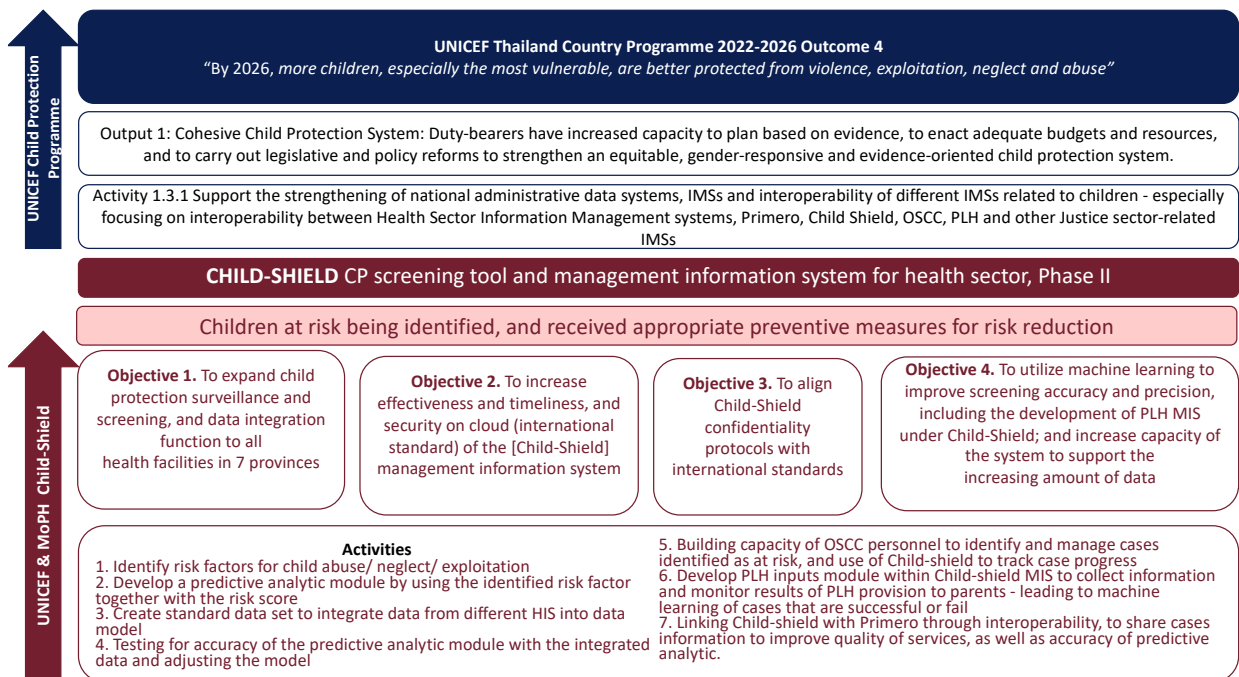 UNICEF Child Protection
Programme
UNICEF Thailand Country Programme 2022-2026 Outcome 4
“By 2026, more children, especially the most vulnerable, are better protected from violence, exploitation, neglect and abuse”
Output 1: Cohesive Child Protection System: Duty-bearers have increased capacity to plan based on evidence, to enact adequate budgets and resources,
and to carry out legislative and policy reforms to strengthen an equitable, gender-responsive and evidence-oriented child protection system.
Activity 1.3.1 Support the strengthening of national administrative data systems, IMSs and interoperability of different IMSs related to children - especially
focusing on interoperability between Health Sector Information Management systems, Primero, Child Shield, OSCC, PLH and other Justice sector-related
IMSs
CHILD-SHIELD CP screening tool and management information system for health sector, Phase II
Children at risk being identified, and received appropriate preventive measures for risk reduction
UNICEF & MoPH Child-Shield
Objective 1. To expand child
protection surveillance and
screening, and data integration
function to all
health facilities in 7 provinces
Objective 2. To increase
effectiveness and timeliness, and
security on cloud (international
standard) of the [Child-Shield]
management information system
Objective 3. To align
Child-Shield
confidentiality
protocols with
international standards
Objective 4. To utilize machine learning to
improve screening accuracy and precision,
including the development of PLH MIS
under Child-Shield; and increase capacity of
the system to support the
increasing amount of data
Activities
1. Identify risk factors for child abuse/ neglect/ exploitation
2. Develop a predictive analytic module by using the identified risk factor
together with the risk score
3. Create standard data set to integrate data from different HIS into data
model
4. Testing for accuracy of the predictive analytic module with the integrated
data and adjusting the model
5. Building capacity of OSCC personnel to identify and manage cases
identified as at risk, and use of Child-shield to track case progress
6. Develop PLH inputs module within Child-shield MIS to collect information
and monitor results of PLH provision to parents - leading to machine
learning of cases that are successful or fail
7. Linking Child-shield with Primero through interoperability, to share cases
information to improve quality of services, as well as accuracy of predictive
analytic.